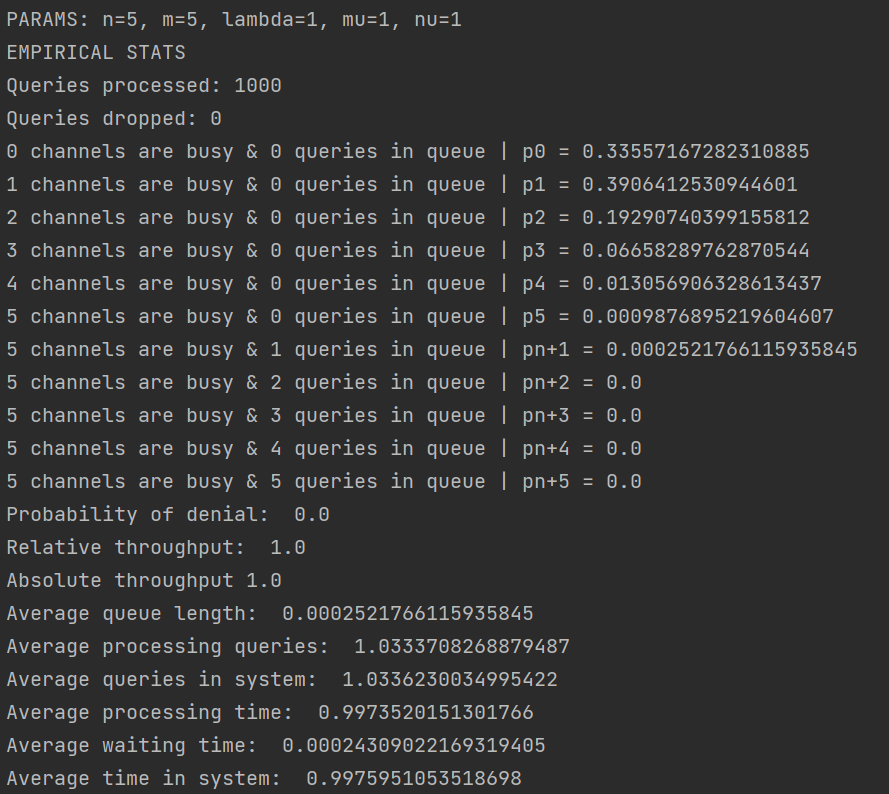 PARAMS: n=5, m=5, lambda=1, mu=1, nu=1
EMPIRICAL STATS
Queries processed: 1000
Queries dropped: 0
0 channels are busy & 0 queries in queue | p0 = 0.33557167282310885
1 channels are busy & 0 queries in queue | p1 = 0.3906412530944601
2 channels are busy & 0 queries in queue | p2 = 0.19290740399155812
3 channels are busy & 0 queries in queue | p3 = 0.06658289762870544
4 channels are busy & 0 queries in queue | p4 = 0.013056906328613437
5 channels are busy & 0 queries in queue | p5 = 0.0009876895219604607
5 channels are busy & 1 queries in queue | pn+1 = 0.0002521766115935845
5 channels are busy & 2 queries in queue | pn+2 = 0.0
5 channels are busy & 3 queries in queue | pn+3 = 0.0
5 channels are busy & 4 queries in queue | pn+4 = 0.0
5 channels are busy & 5 queries in queue | pn+5 = 0.0
Probability of denial:  0.0
Relative throughput:  1.0
Absolute throughput 1.0
Average queue length:  0.0002521766115935845
Average processing queries:  1.0333708268879487
Average queries in system:  1.0336230034995422
Average processing time:  0.9973520151301766
Average waiting time:  0.00024309022169319405
Average time in system:  0.9975951053518698